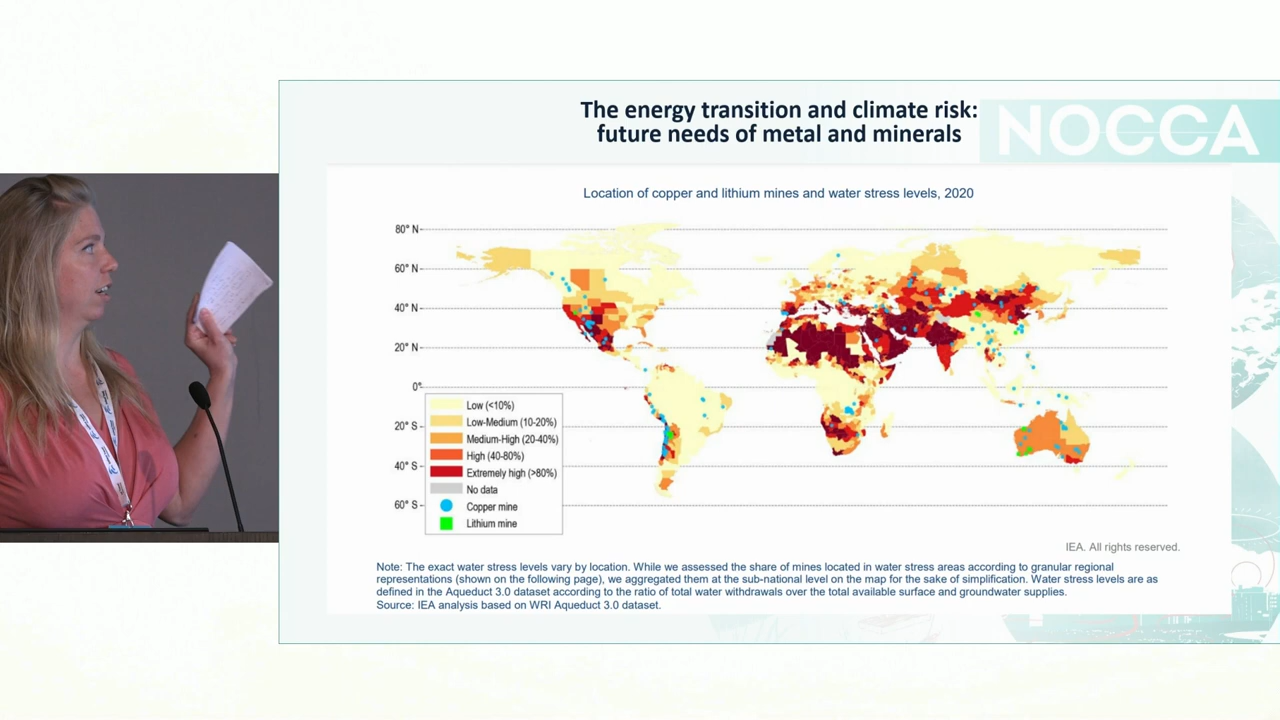 The energy transition and climate risk:
future needs of metal and minerals
NOCCA
Location of copper and lithium mines and water stress levels, 2020
80° N
60° N
40° N
20° N
0°
20° S
40° S
60° S
Low (<10%)
Low-Medium (10-20%)
Medium-High (20-40%)
High (40-80%)
Extremely high (>80%)
No data
Copper mine
Lithium mine
IEA. All rights reserved.
Note: The exact water stress levels vary by location. While we assessed the share of mines located in water stress areas according to granular regional
representations (shown on the following page), we aggregated them at the sub-national level on the map for the sake of simplification. Water stress levels are as
defined in the Aqueduct 3.0 dataset according to the ratio of total water withdrawals over the total available surface and groundwater supplies.
Source: IEA analysis based on WRI Aqueduct 3.0 dataset.